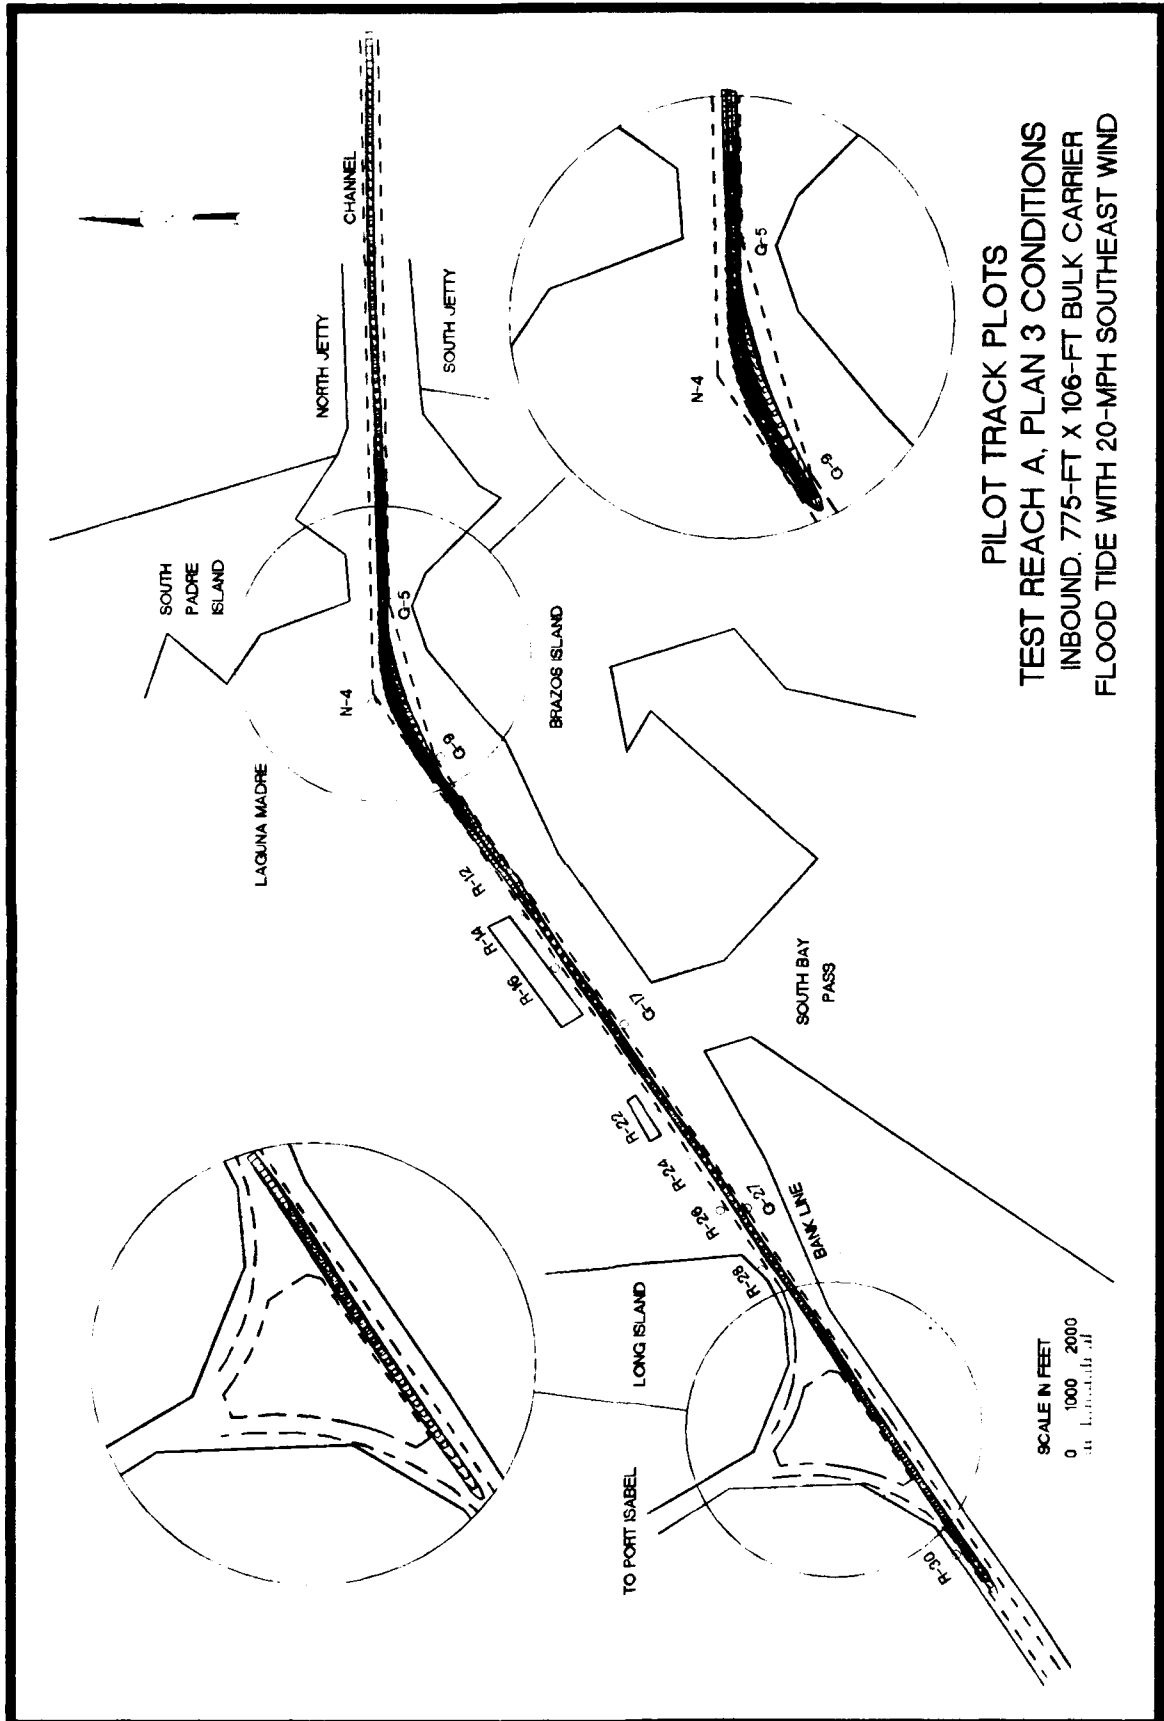 SOUTH
PADRE
ISLAND
NORTH JETTY
CHANNEL
SOUTH JETTY
LAGUNA MADRE
N-4
G-5
G-9
BRAZOS ISLAND
N-4
G-5
G-9
R-12
R-14
R-16
G-17
R-22
R-24
R-26
G-27
R-28
BANK LINE
SOUTH BAY
PASS
LONG ISLAND
TO PORT ISABEL
R-30
SCALE IN FEET
0 1000 2000
PILOT TRACK PLOTS
TEST REACH A, PLAN 3 CONDITIONS
INBOUND. 775-FT X 106-FT BULK CARRIER
FLOOD TIDE WITH 20-MPH SOUTHEAST WIND